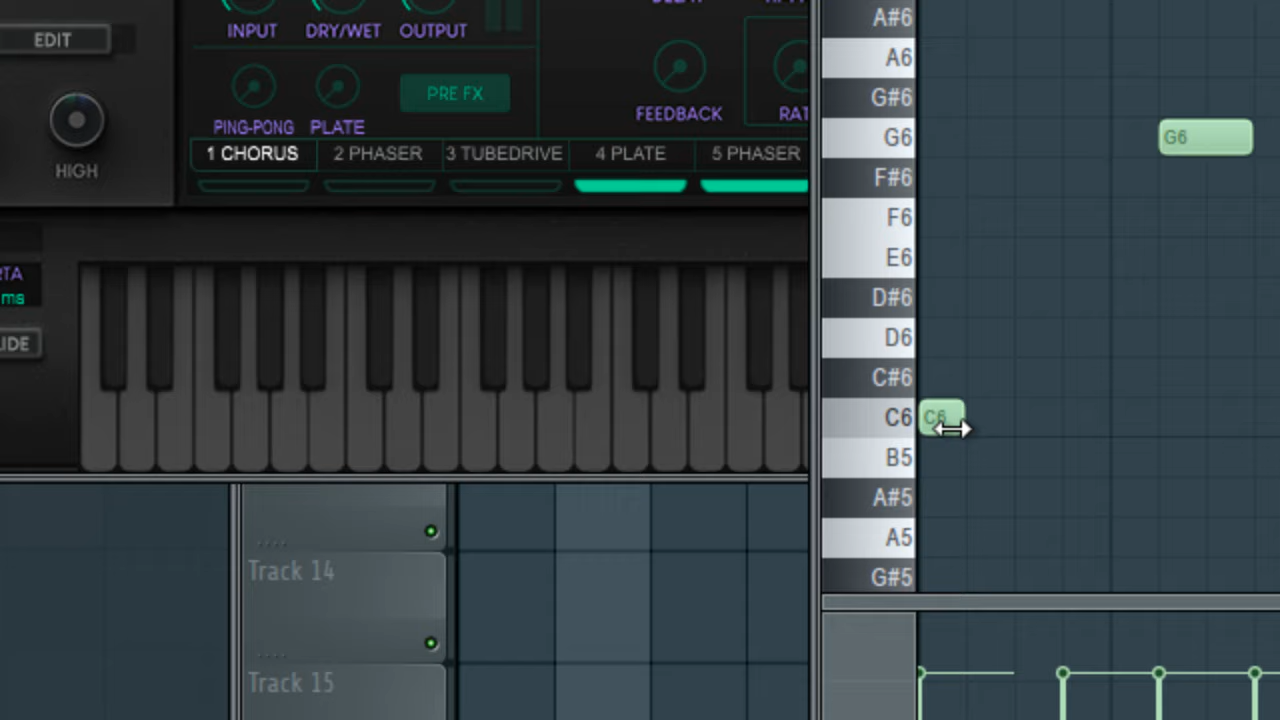 EDIT
HIGH
INPUT DRY/WET OUTPUT
PING-PONG PLATE
PRE FX
FEEDBACK
1 CHORUS 2 PHASER 3 TUBEDRIVE 4 PLATE 5 PHASER
ms
Track 14
Track 15
A#6
A6
G#6
G6 G6
F#6
F6
E6
D#6
D6
C#6
C6 C6
B5
A#5
A5
G#5